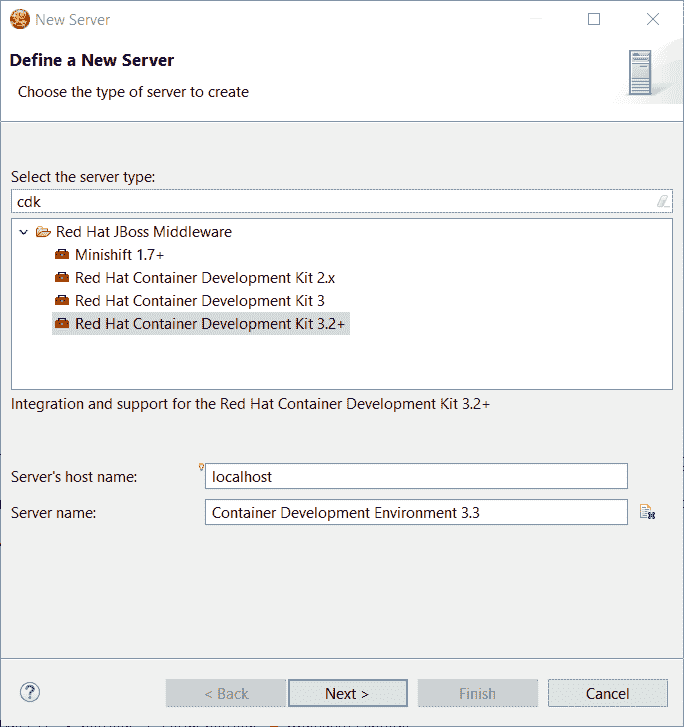 New Server
Define a New Server
Choose the type of server to create
Select the server type:
cdk
Red Hat JBoss Middleware
Minishift 1.7+
Red Hat Container Development Kit 2.x
Red Hat Container Development Kit 3
Red Hat Container Development Kit 3.2+
Integration and support for the Red Hat Container Development Kit 3.2+
Server's host name: localhost
Server name: Container Development Environment 3.3
? < Back Next > Finish Cancel